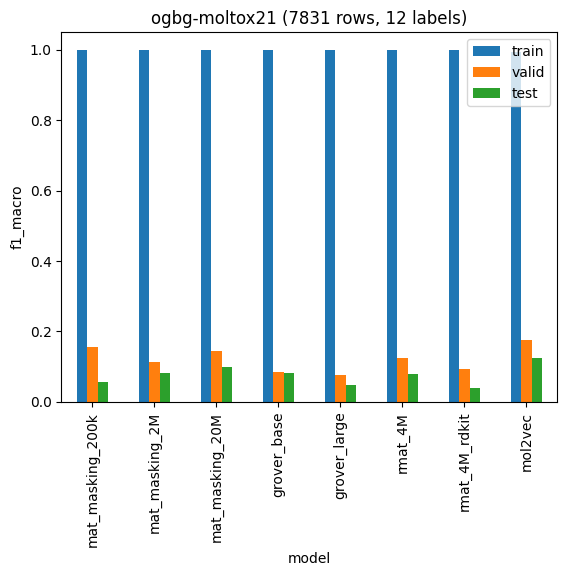 ogbg-moltox21 (7831 rows, 12 labels)
train
valid
test
f1_macro
1.0
0.8
0.6
0.4
0.2
0.0
mat_masking_200k
mat_masking_2M
mat_masking_20M
grover_base
grover_large
rmat_4M
rmat_4M_rdkit
mol2vec
model